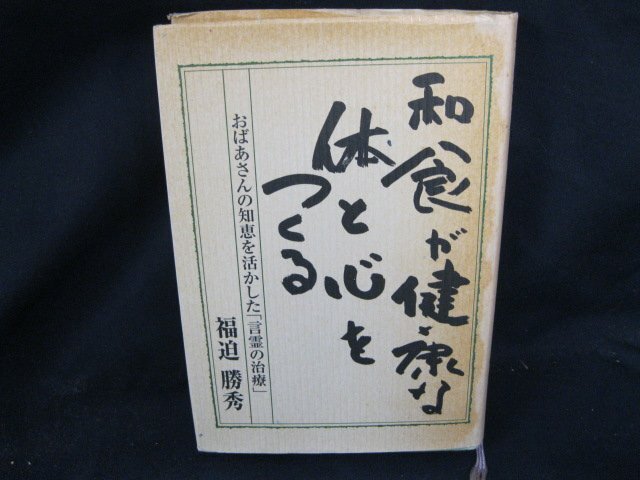 和食が健康な
体と心を
つくる
おばあさんの知恵を活かした「言霊の治療」
福迫 勝秀